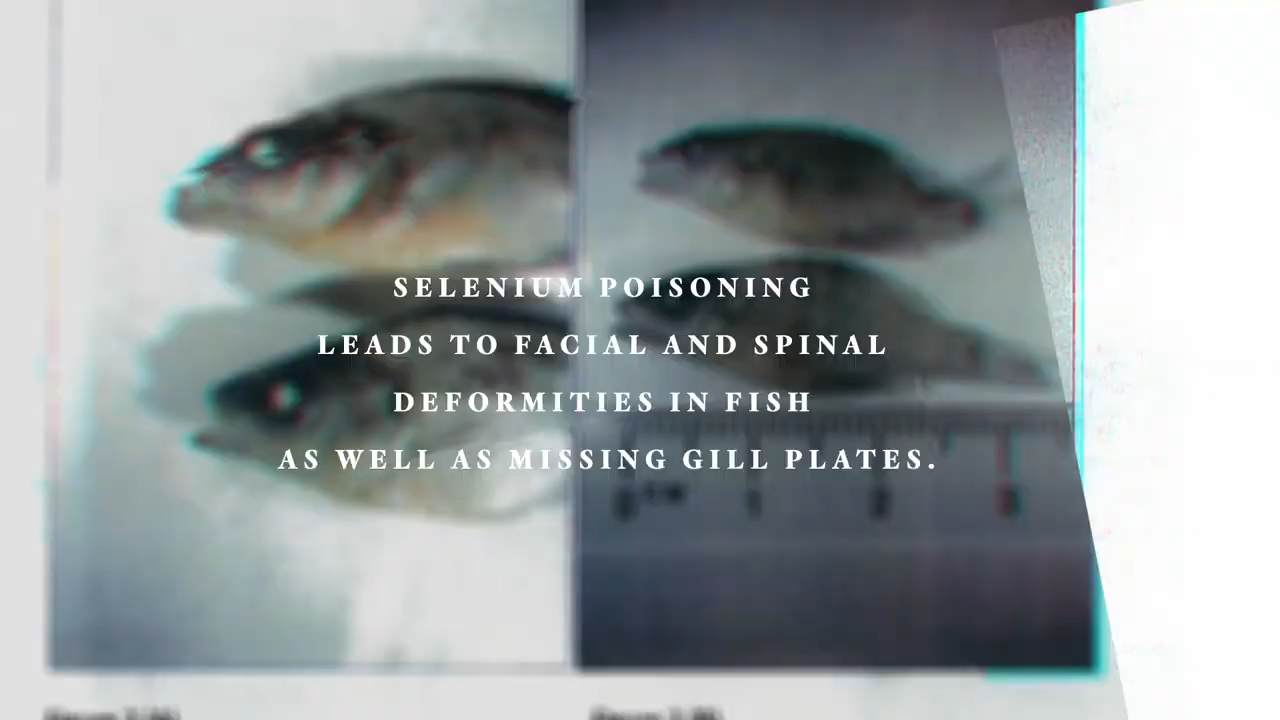 SELENIUM POISONING
LEADS TO FACIAL AND SPINAL
DEFORMITIES IN FISH
AS WELL AS MISSING GILL PLATES.